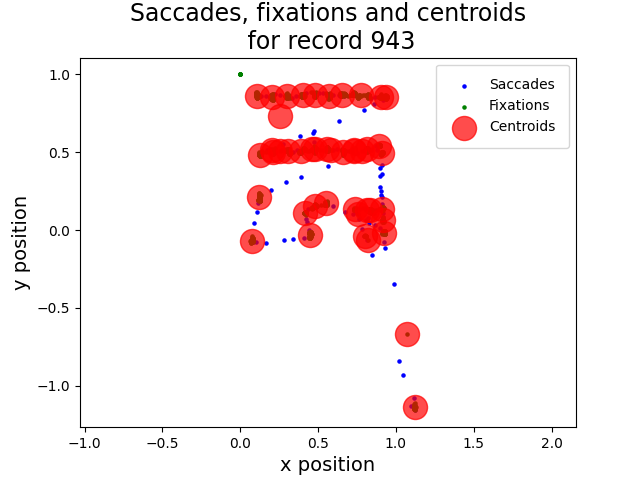 Saccades, fixations and centroids
for record 943
Saccades
Fixations
Centroids
1.0
0.5
0.0
−0.5
−1.0
y position
−1.0
−0.5
0.0
0.5
1.0
1.5
2.0
x position